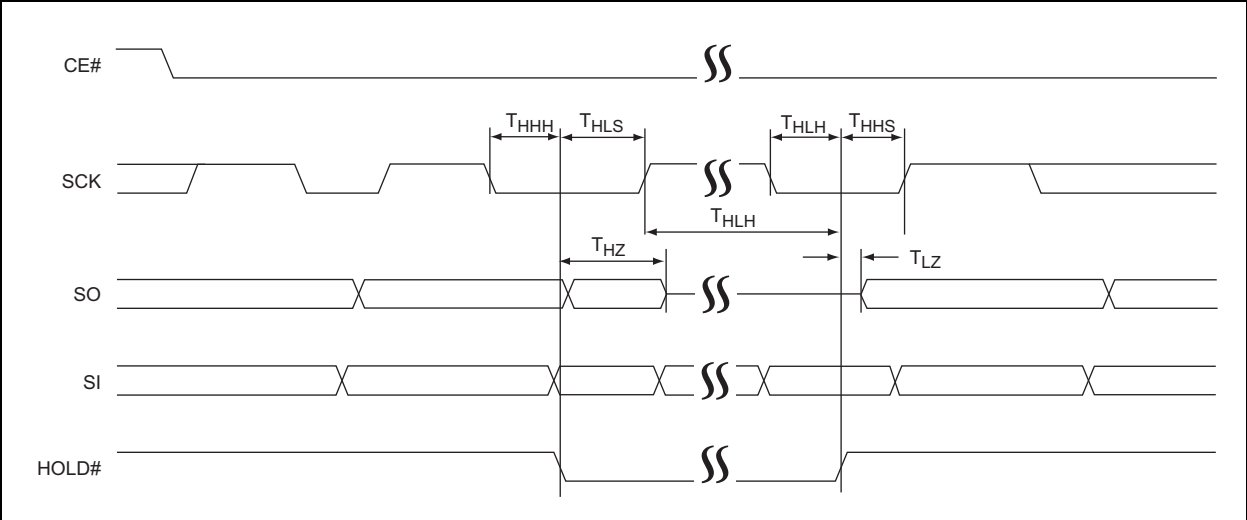 CE#
THHH THLS THLH THHS
SCK
THLH
THZ
TLZ
SO
SI
HOLD#